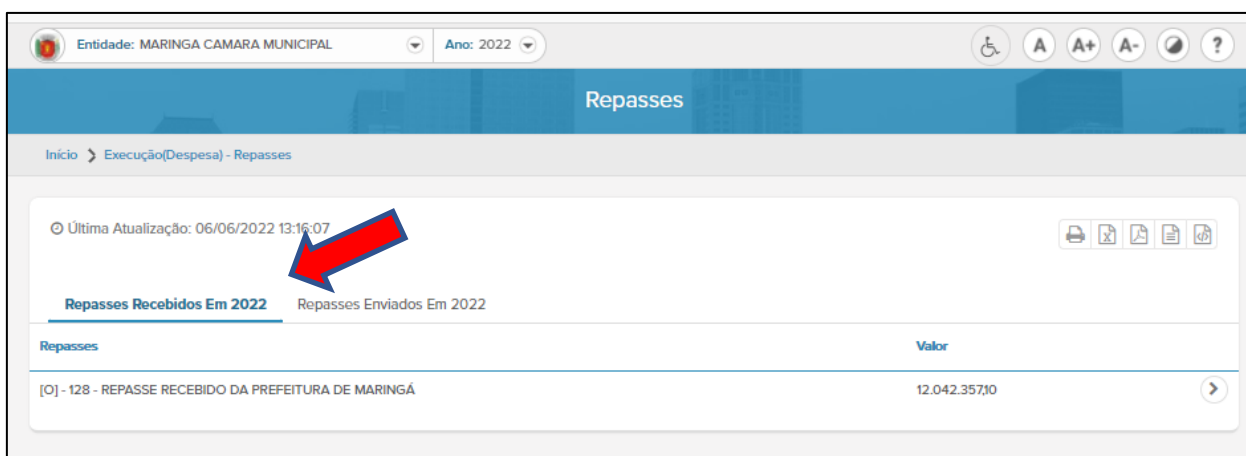 Entidade: MARINGA CAMARA MUNICIPAL Ano: 2022 A A+ A- ?
Repasses
Início Execução(Despesa) - Repasses
Última Atualização: 06/06/2022 13:16:07
Repasses Recebidos Em 2022 Repasses Enviados Em 2022
Repasses Valor
[O] - 128 - REPASSE RECEBIDO DA PREFEITURA DE MARINGÁ 12.042.357,10